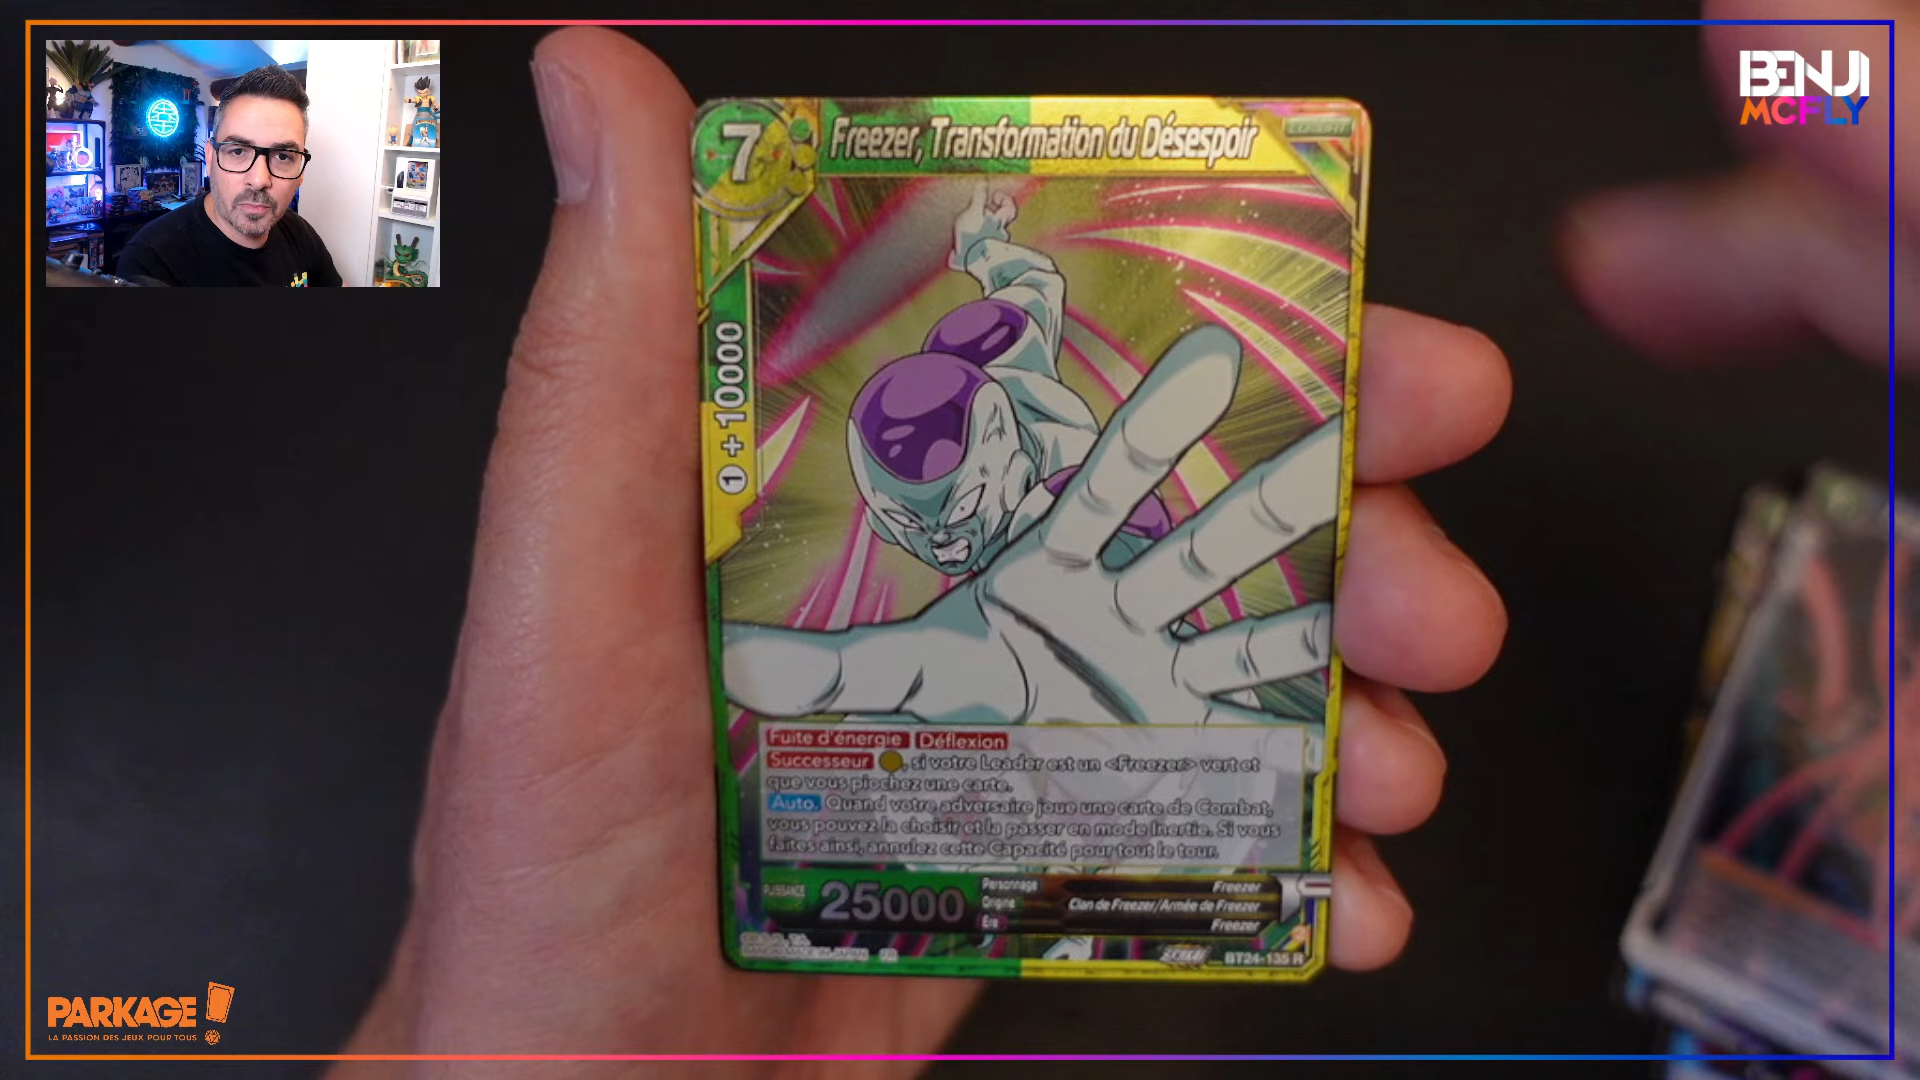 BENJI
MCFLY
7
Freezer, Transformation du Désespoir
1 + 10000
Fuite d'énergie Déflexion
Successeur , si votre Leader est un <Freezer> vert et
que vous piochez une carte.
Auto. Quand votre adversaire joue une carte de Combat,
vous pouvez la choisir et la passer en mode Inertie. Si vous
faites ainsi, annulez cette Capacité pour tout le tour.
PUISSANCE 25000
Personnage Freezer
Origine Clan de Freezer/Armée de Freezer
Ère Freezer
FR
BT24-135 R
PARKAGE
LA PASSION DES JEUX POUR TOUS